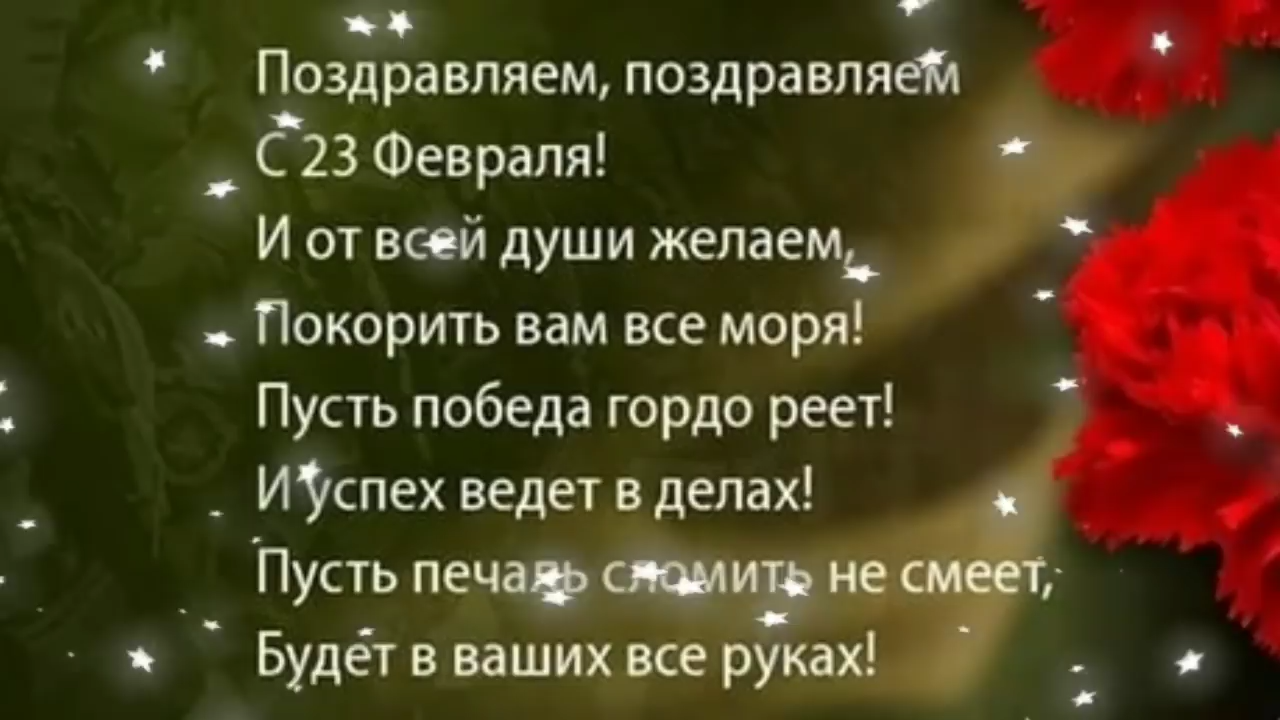 Поздравляем, поздравляем
С 23 Февраля!
И от всей души желаем,
Покорить вам все моря!
Пусть победа гордо реет!
И успех ведет в делах!
Пусть печаль сломить не смеет,
Будет в ваших все руках!